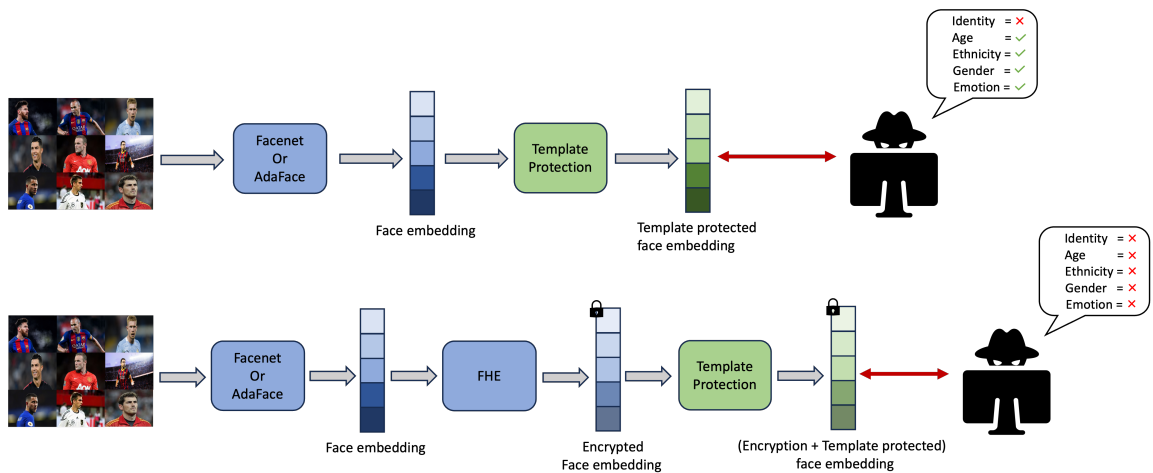 Identity = ✕
Age = ✓
Ethnicity = ✓
Gender = ✓
Emotion = ✓
Facenet
Or
AdaFace
Template
Protection
Face embedding
Template protected
face embedding
Identity = ✕
Age = ✕
Ethnicity = ✕
Gender = ✕
Emotion = ✕
Facenet
Or
AdaFace
FHE
Template
Protection
Face embedding
Encrypted
Face embedding
(Encryption + Template protected)
face embedding